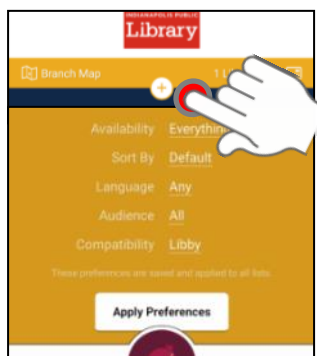 INDIANAPOLIS PUBLIC
Library
Branch Map
1
+
Availability Everything
Sort By Default
Language Any
Audience All
Compatibility Libby
These preferences are saved and applied to all lists.
Apply Preferences